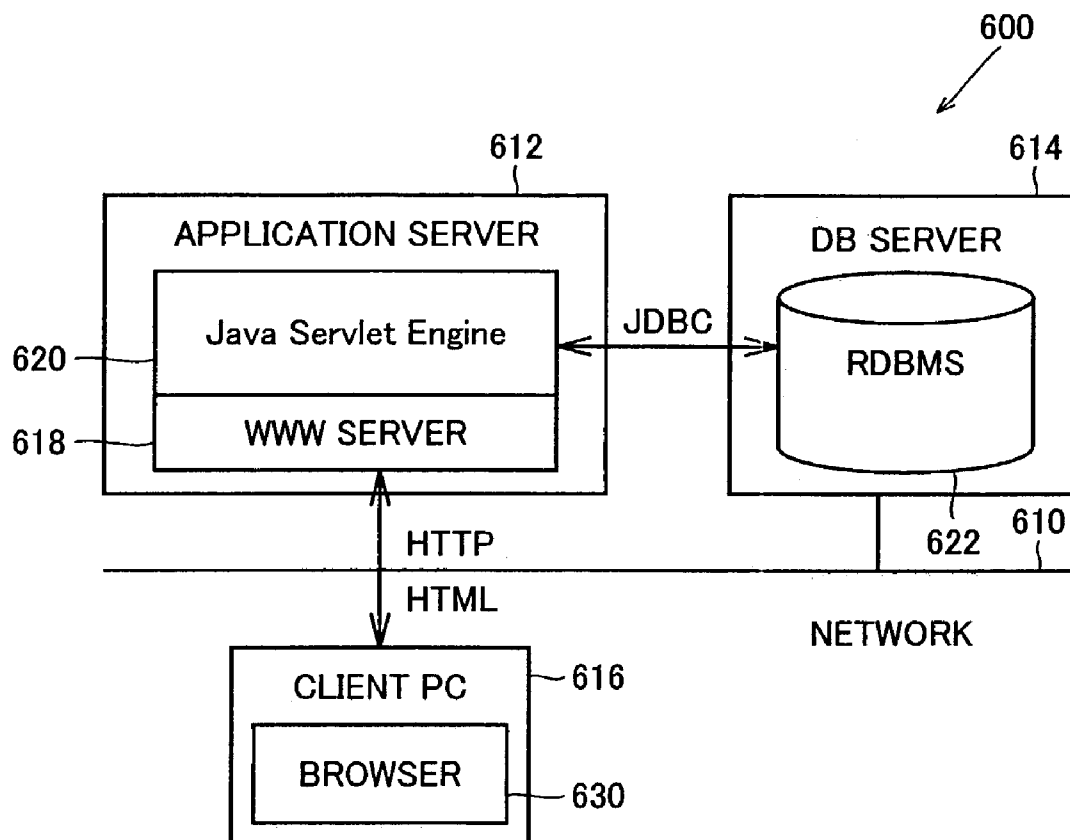 600
612
614
APPLICATION SERVER
DB SERVER
Java Servlet Engine
JDBC
RDBMS
620
WWW SERVER
618
622
610
HTTP
HTML
NETWORK
CLIENT PC
616
BROWSER
630